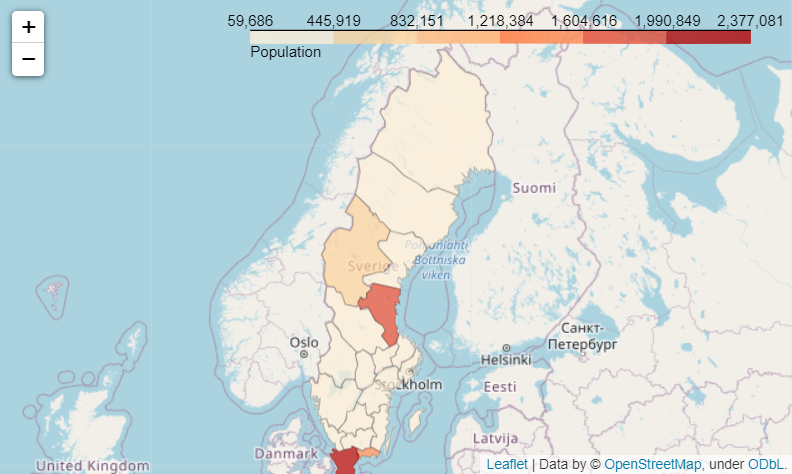 +
−
59,686 445,919 832,151 1,218,384 1,604,616 1,990,849 2,377,081
Population
Suomi
Pohjanlahti
Bottniska
viken
Sverige
Санкт-
Петербург
Oslo
Helsinki
Stockholm
Eesti
Latvija
Danmark
United Kingdom
Leaflet | Data by © OpenStreetMap, under ODbL.